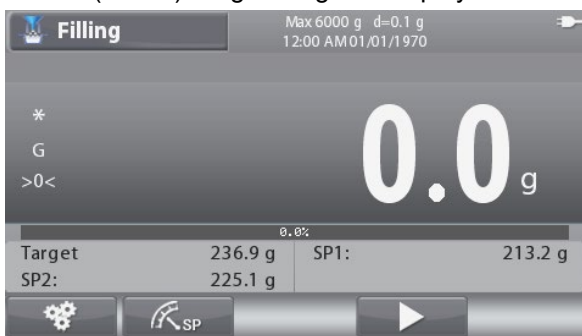 Filling
Max 6000 g d=0.1 g
12:00 AM 01/01/1970
*
G
>0<
0.0 g
0.0%
Target 236.9 g SP1: 213.2 g
SP2: 225.1 g
SP